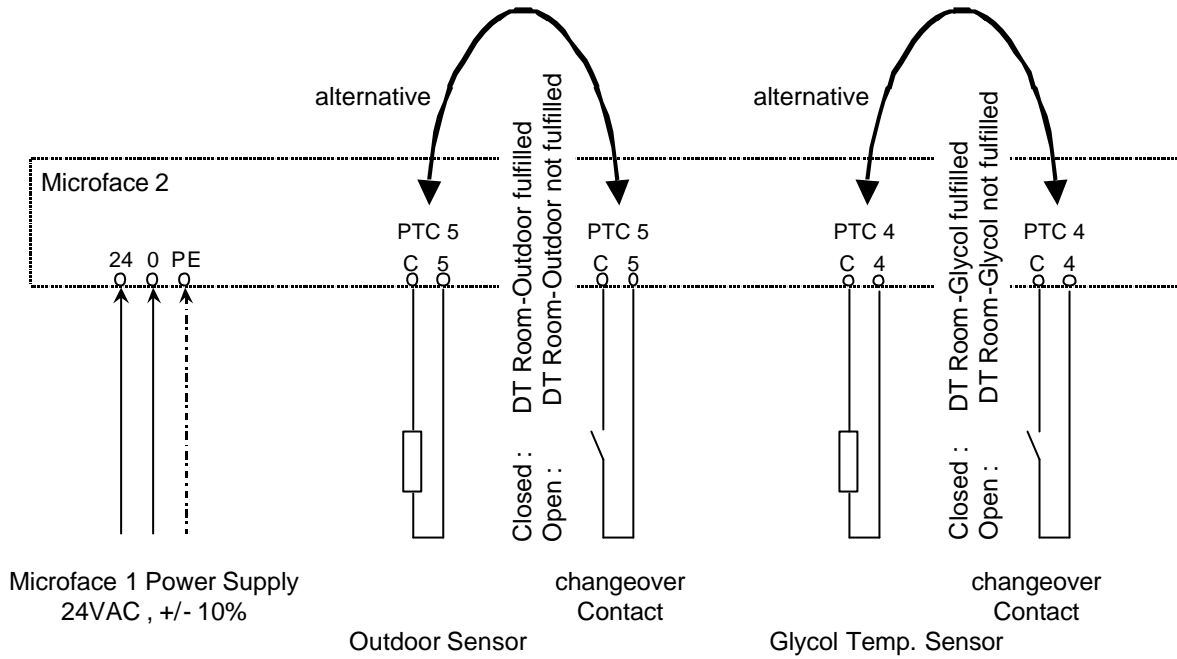 alternative
alternative
Microface 2
24 0 PE
PTC 5
C 5
Closed : DT Room-Outdoor fulfilled
Open : DT Room-Outdoor not fulfilled
PTC 5
C 5
PTC 4
C 4
Closed : DT Room-Glycol fulfilled
Open : DT Room-Glycol not fulfilled
PTC 4
C 4
Microface 1 Power Supply
24VAC , +/- 10%
Outdoor Sensor
changeover
Contact
Glycol Temp. Sensor
changeover
Contact